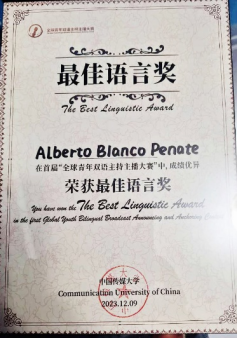 最佳语言奖
The Best Linguistic Award
Alberto Blanco Penate
在首届“全球青年双语主持主播大赛”中,成绩优异
荣获最佳语言奖
You have won the The Best Linguistic Award
in the first Global Youth Bilingual Broadcast Announcing and Anchoring
中国传媒大学
Communication University of China
2023.12.09